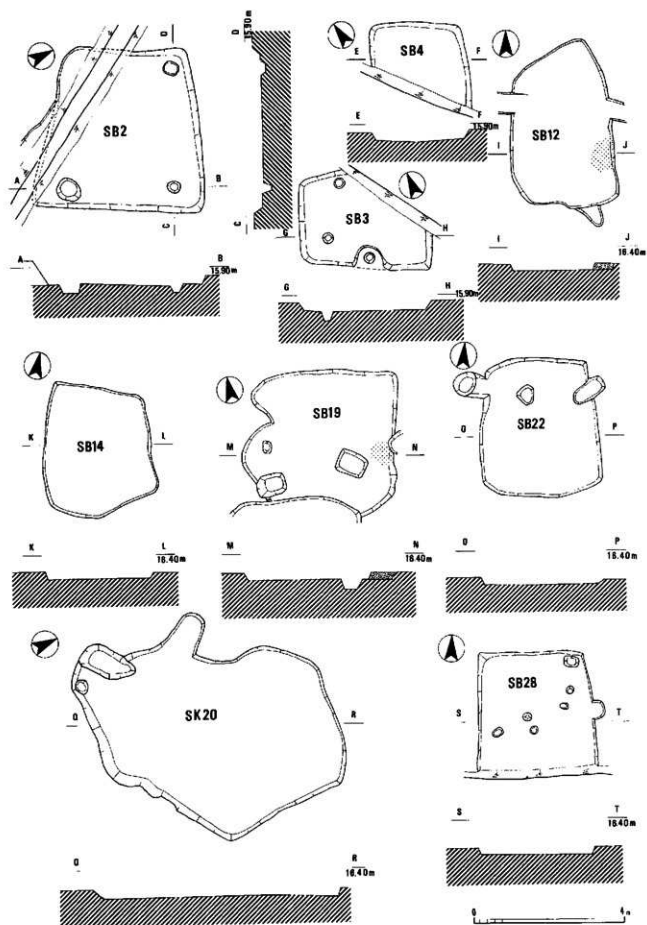 D
15.90m
D
SB2
A
B
C
C
A
B
15.90m
E
SB4
F
E
F
15.90m
SB3
G
H
G
H
15.90m
SB12
I
J
I
J
16.40m
SB14
K
L
K
L
16.40m
SB19
M
N
M
N
16.40m
SB22
O
P
O
P
16.40m
SK20
Q
R
Q
R
16.40m
SB28
S
T
S
T
16.40m
0
4m